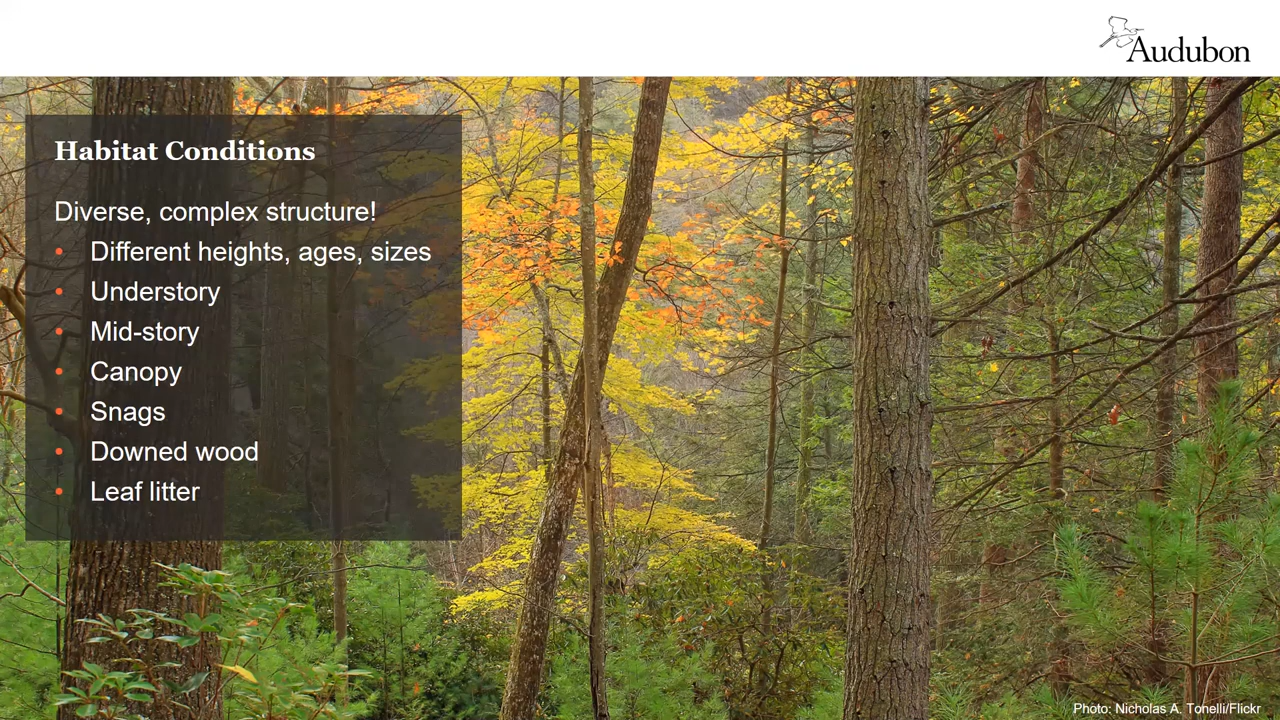 Audubon
Habitat Conditions
Diverse, complex structure!
• Different heights, ages, sizes
• Understory
• Mid-story
• Canopy
• Snags
• Downed wood
• Leaf litter
Photo: Nicholas A. Tonelli/Flickr